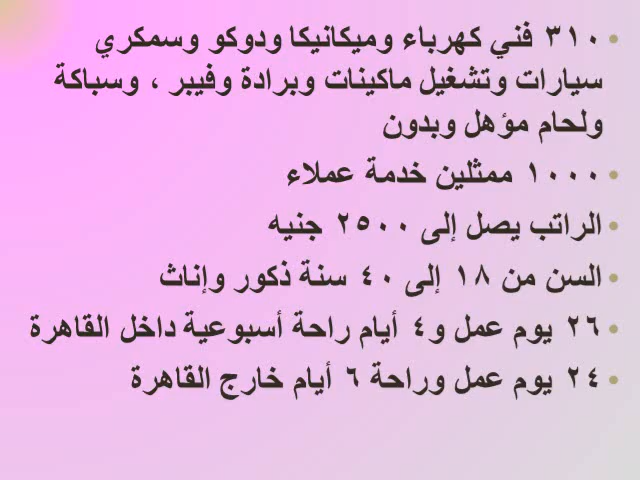 • ٣١٠ فني كهرباء وميكانيكا ودوكو وسمكري
سيارات وتشغيل ماكينات وبرادة وفيبر ، وسباكة
ولحام مؤهل وبدون
• ١٠٠٠ ممثلين خدمة عملاء
• الراتب يصل إلى ٢٥٠٠ جنيه
• السن من ١٨ إلى ٤٠ سنة ذكور وإناث
• ٢٦ يوم عمل و٤ أيام راحة أسبوعية داخل القاهرة
• ٢٤ يوم عمل وراحة ٦ أيام خارج القاهرة